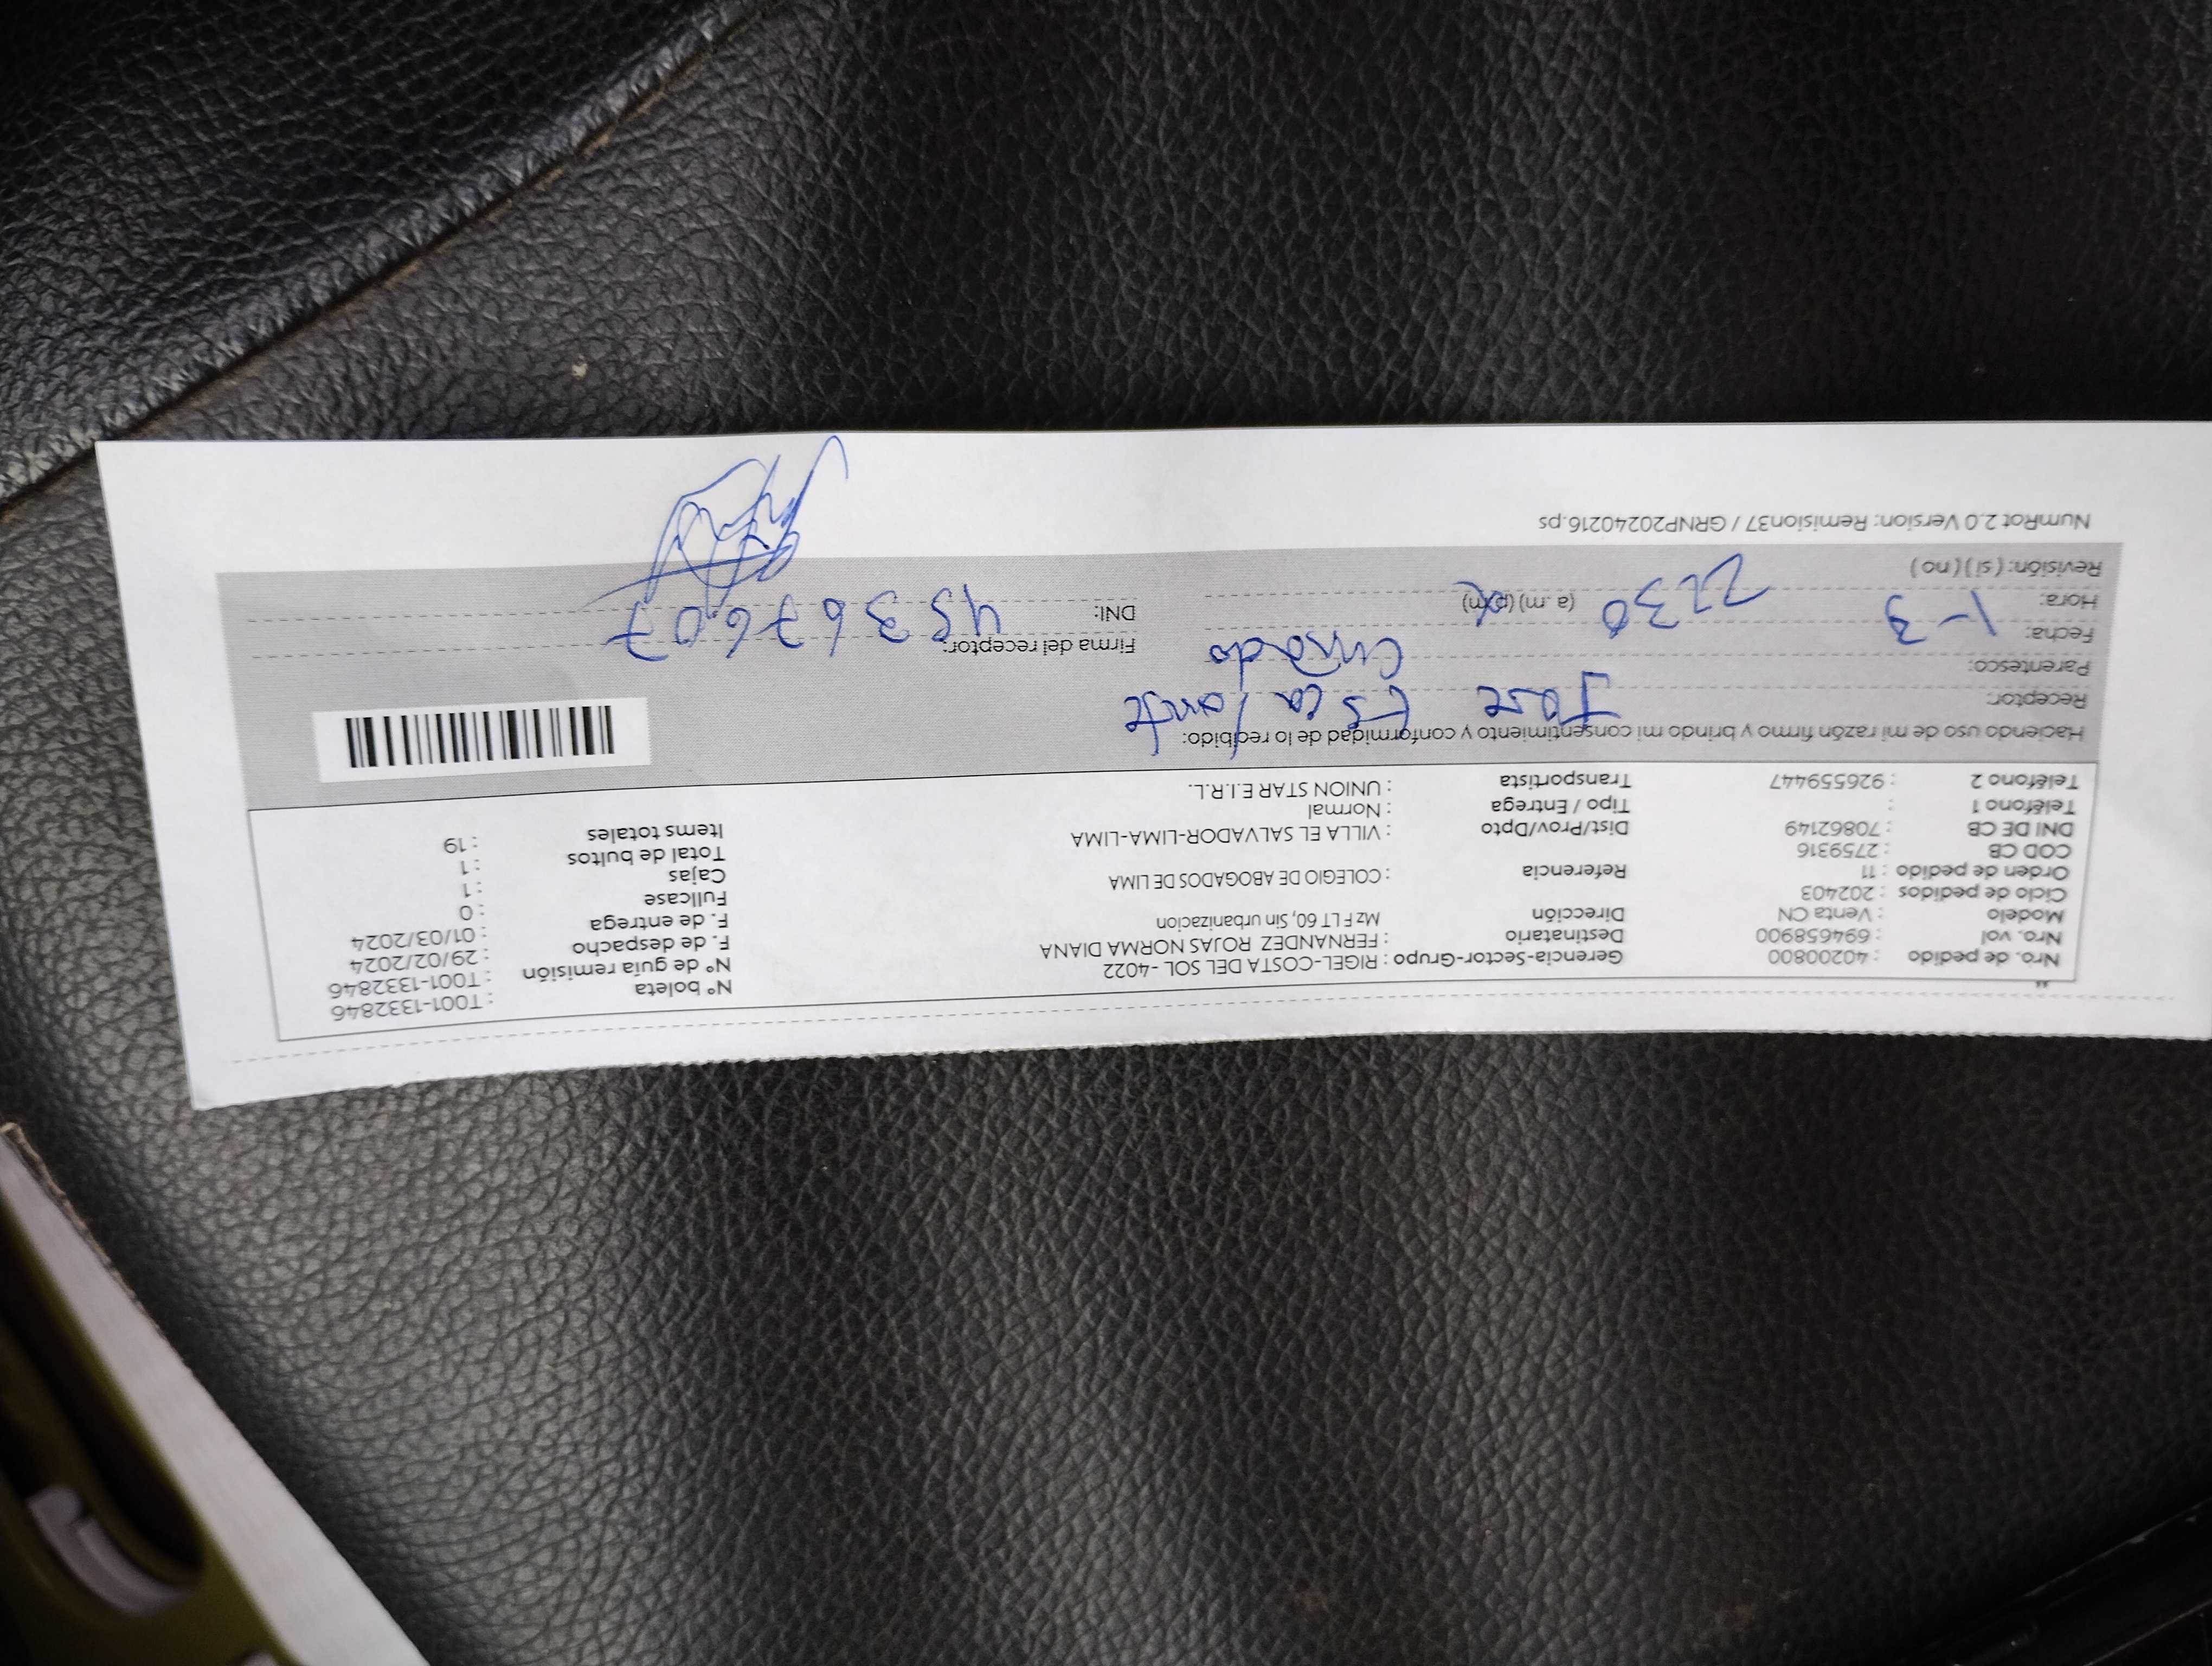 Nro. de pedido : 40200800 Gerencia-Sector-Grupo : RIGEL-COSTA DEL SOL - 4022 N° boleta : T001-1332846
Nro. vol : 694658900 Destinatario : FERNANDEZ ROJAS NORMA DIANA N° de guía remisión : T001-1332846
Modelo : Venta CN Dirección Mz F LT 60, Sin urbanizacion F. de despacho : 29/02/2024
Ciclo de pedidos : 202403 F. de entrega : 01/03/2024
Orden de pedido : 11 Referencia : COLEGIO DE ABOGADOS DE LIMA Fullcase : 0
COD CB : 2759316 Cajas : 1
DNI DE CB : 70862149 Dist/Prov/Dpto : VILLA EL SALVADOR-LIMA-LIMA Total de bultos : 1
Teléfono 1 : Tipo / Entrega : Normal Items totales : 19
Teléfono 2 : 926559447 Transportista : UNION STAR E.I.R.L.
Haciendo uso de mi razón firmo y brindo mi consentimiento y conformidad de lo recibido:
Receptor: Jose Escalante
Parentesco: Cuñado
Fecha: 1-3 Firma del receptor:
Hora: 2230 (a. m) (p.m) DNI: 45367607
Revisión: ( sí ) ( no )
NumRot 2.0 Version: Remision37 / GRNP20240216.ps